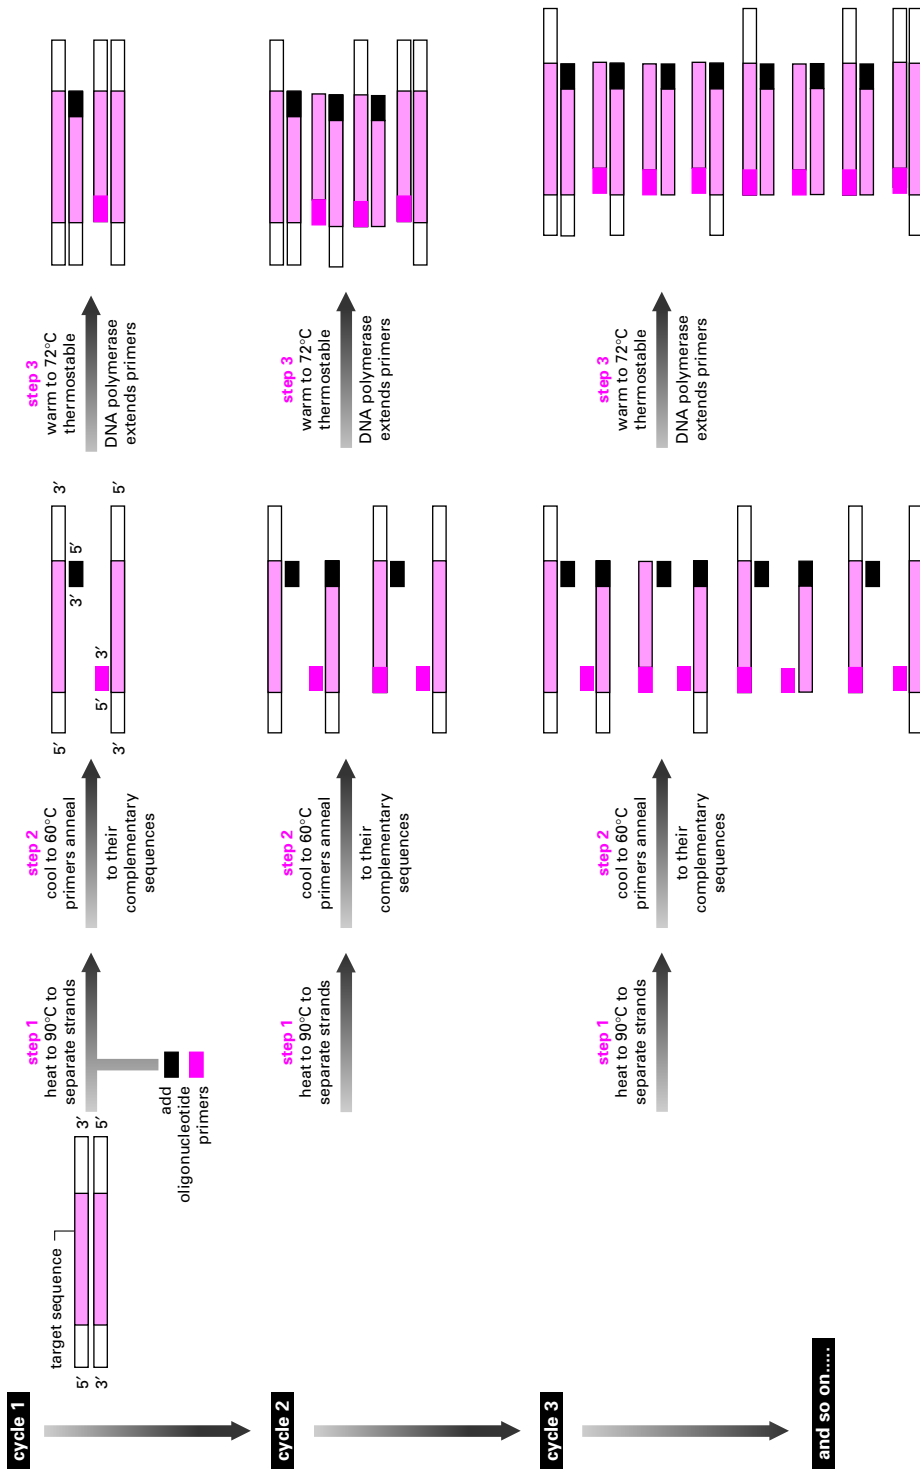 cycle 1
target sequence
5′
3′
3′
5′
step 1
heat to 90°C to
separate strands
add
oligonucleotide
primers
step 2
cool to 60°C
primers anneal
to their
complementary
sequences
5′
3′
3′
5′
5′
3′
3′
5′
step 3
warm to 72°C
thermostable
DNA polymerase
extends primers
cycle 2
step 1
heat to 90°C to
separate strands
step 2
cool to 60°C
primers anneal
to their
complementary
sequences
step 3
warm to 72°C
thermostable
DNA polymerase
extends primers
cycle 3
step 1
heat to 90°C to
separate strands
step 2
cool to 60°C
primers anneal
to their
complementary
sequences
step 3
warm to 72°C
thermostable
DNA polymerase
extends primers
and so on.....